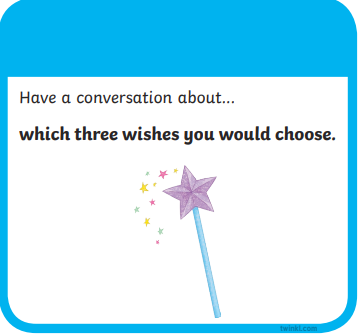 Have a conversation about...
which three wishes you would choose.
twinkl.com